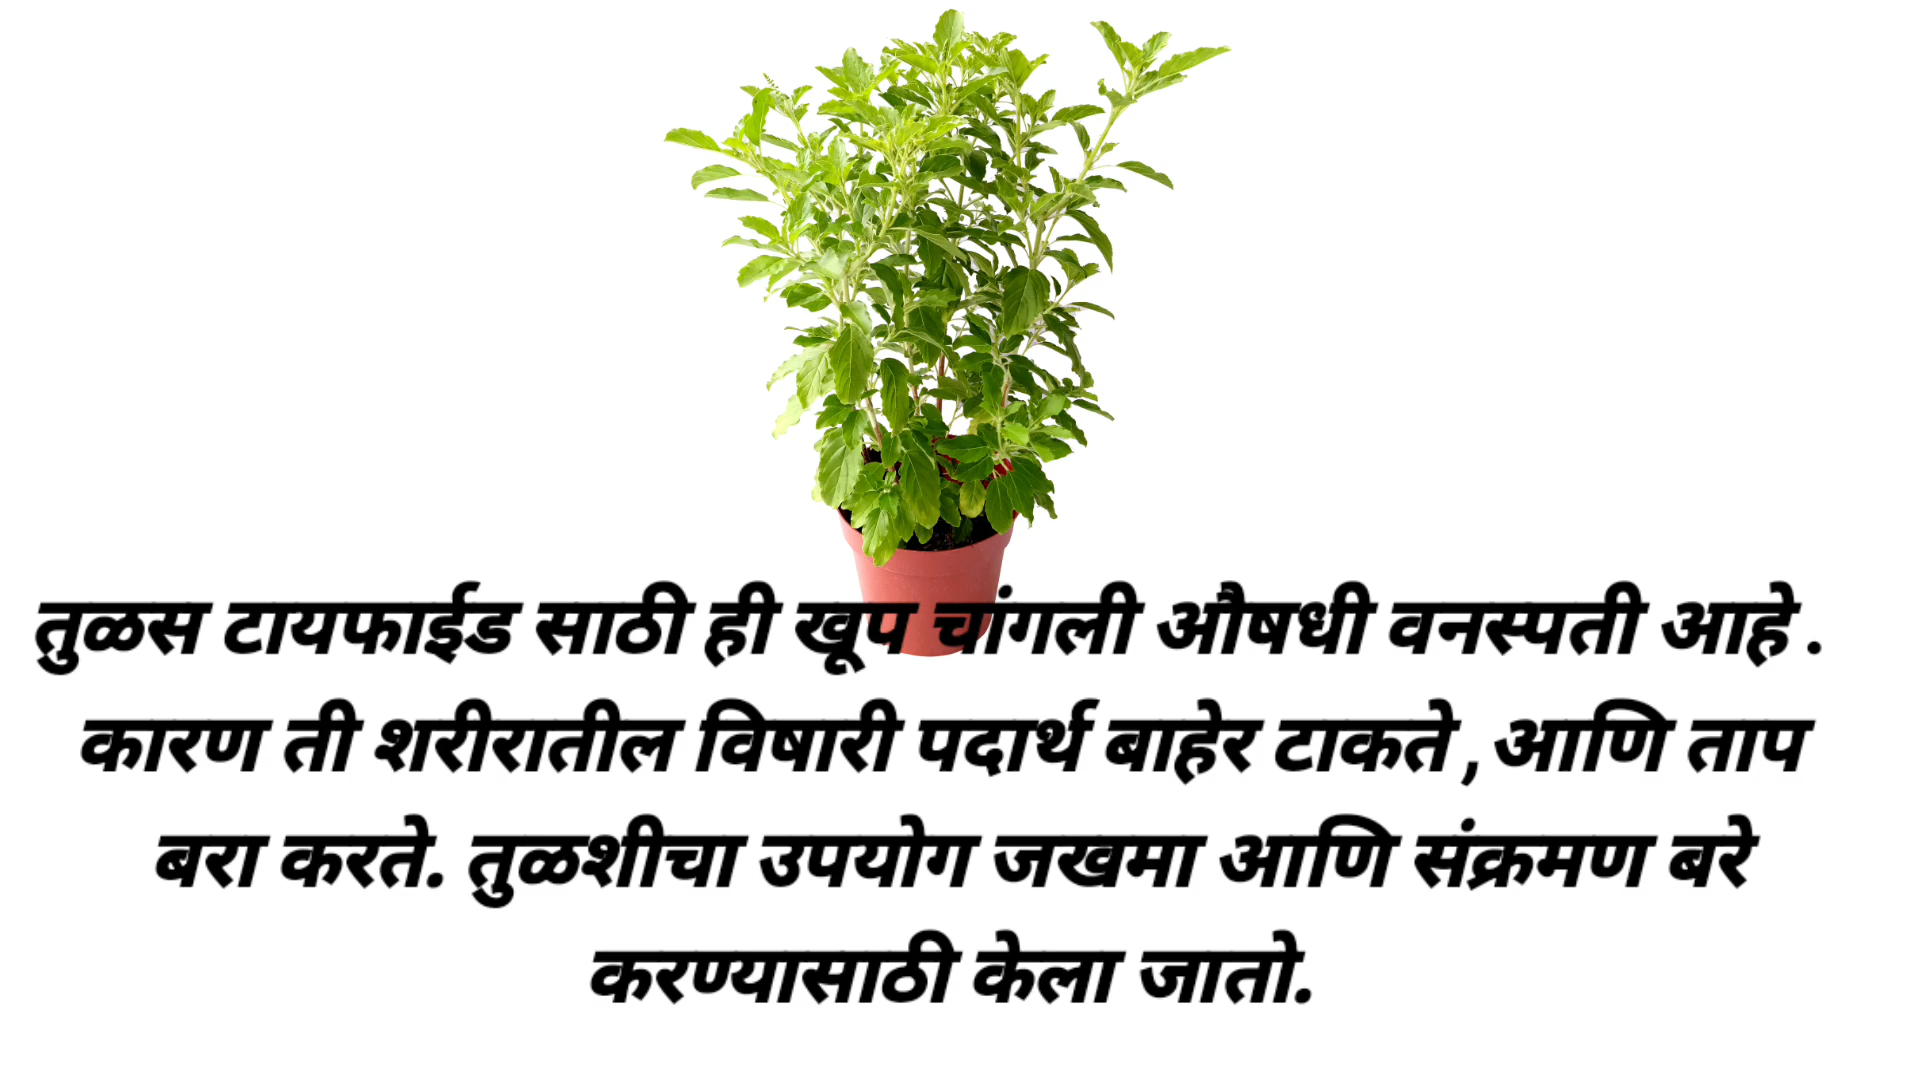 तुळस टायफाईड साठी ही खूप चांगली औषधी वनस्पती आहे .
कारण ती शरीरातील विषारी पदार्थ बाहेर टाकते ,आणि ताप
बरा करते. तुळशीचा उपयोग जखमा आणि संक्रमण बरे
करण्यासाठी केला जातो.